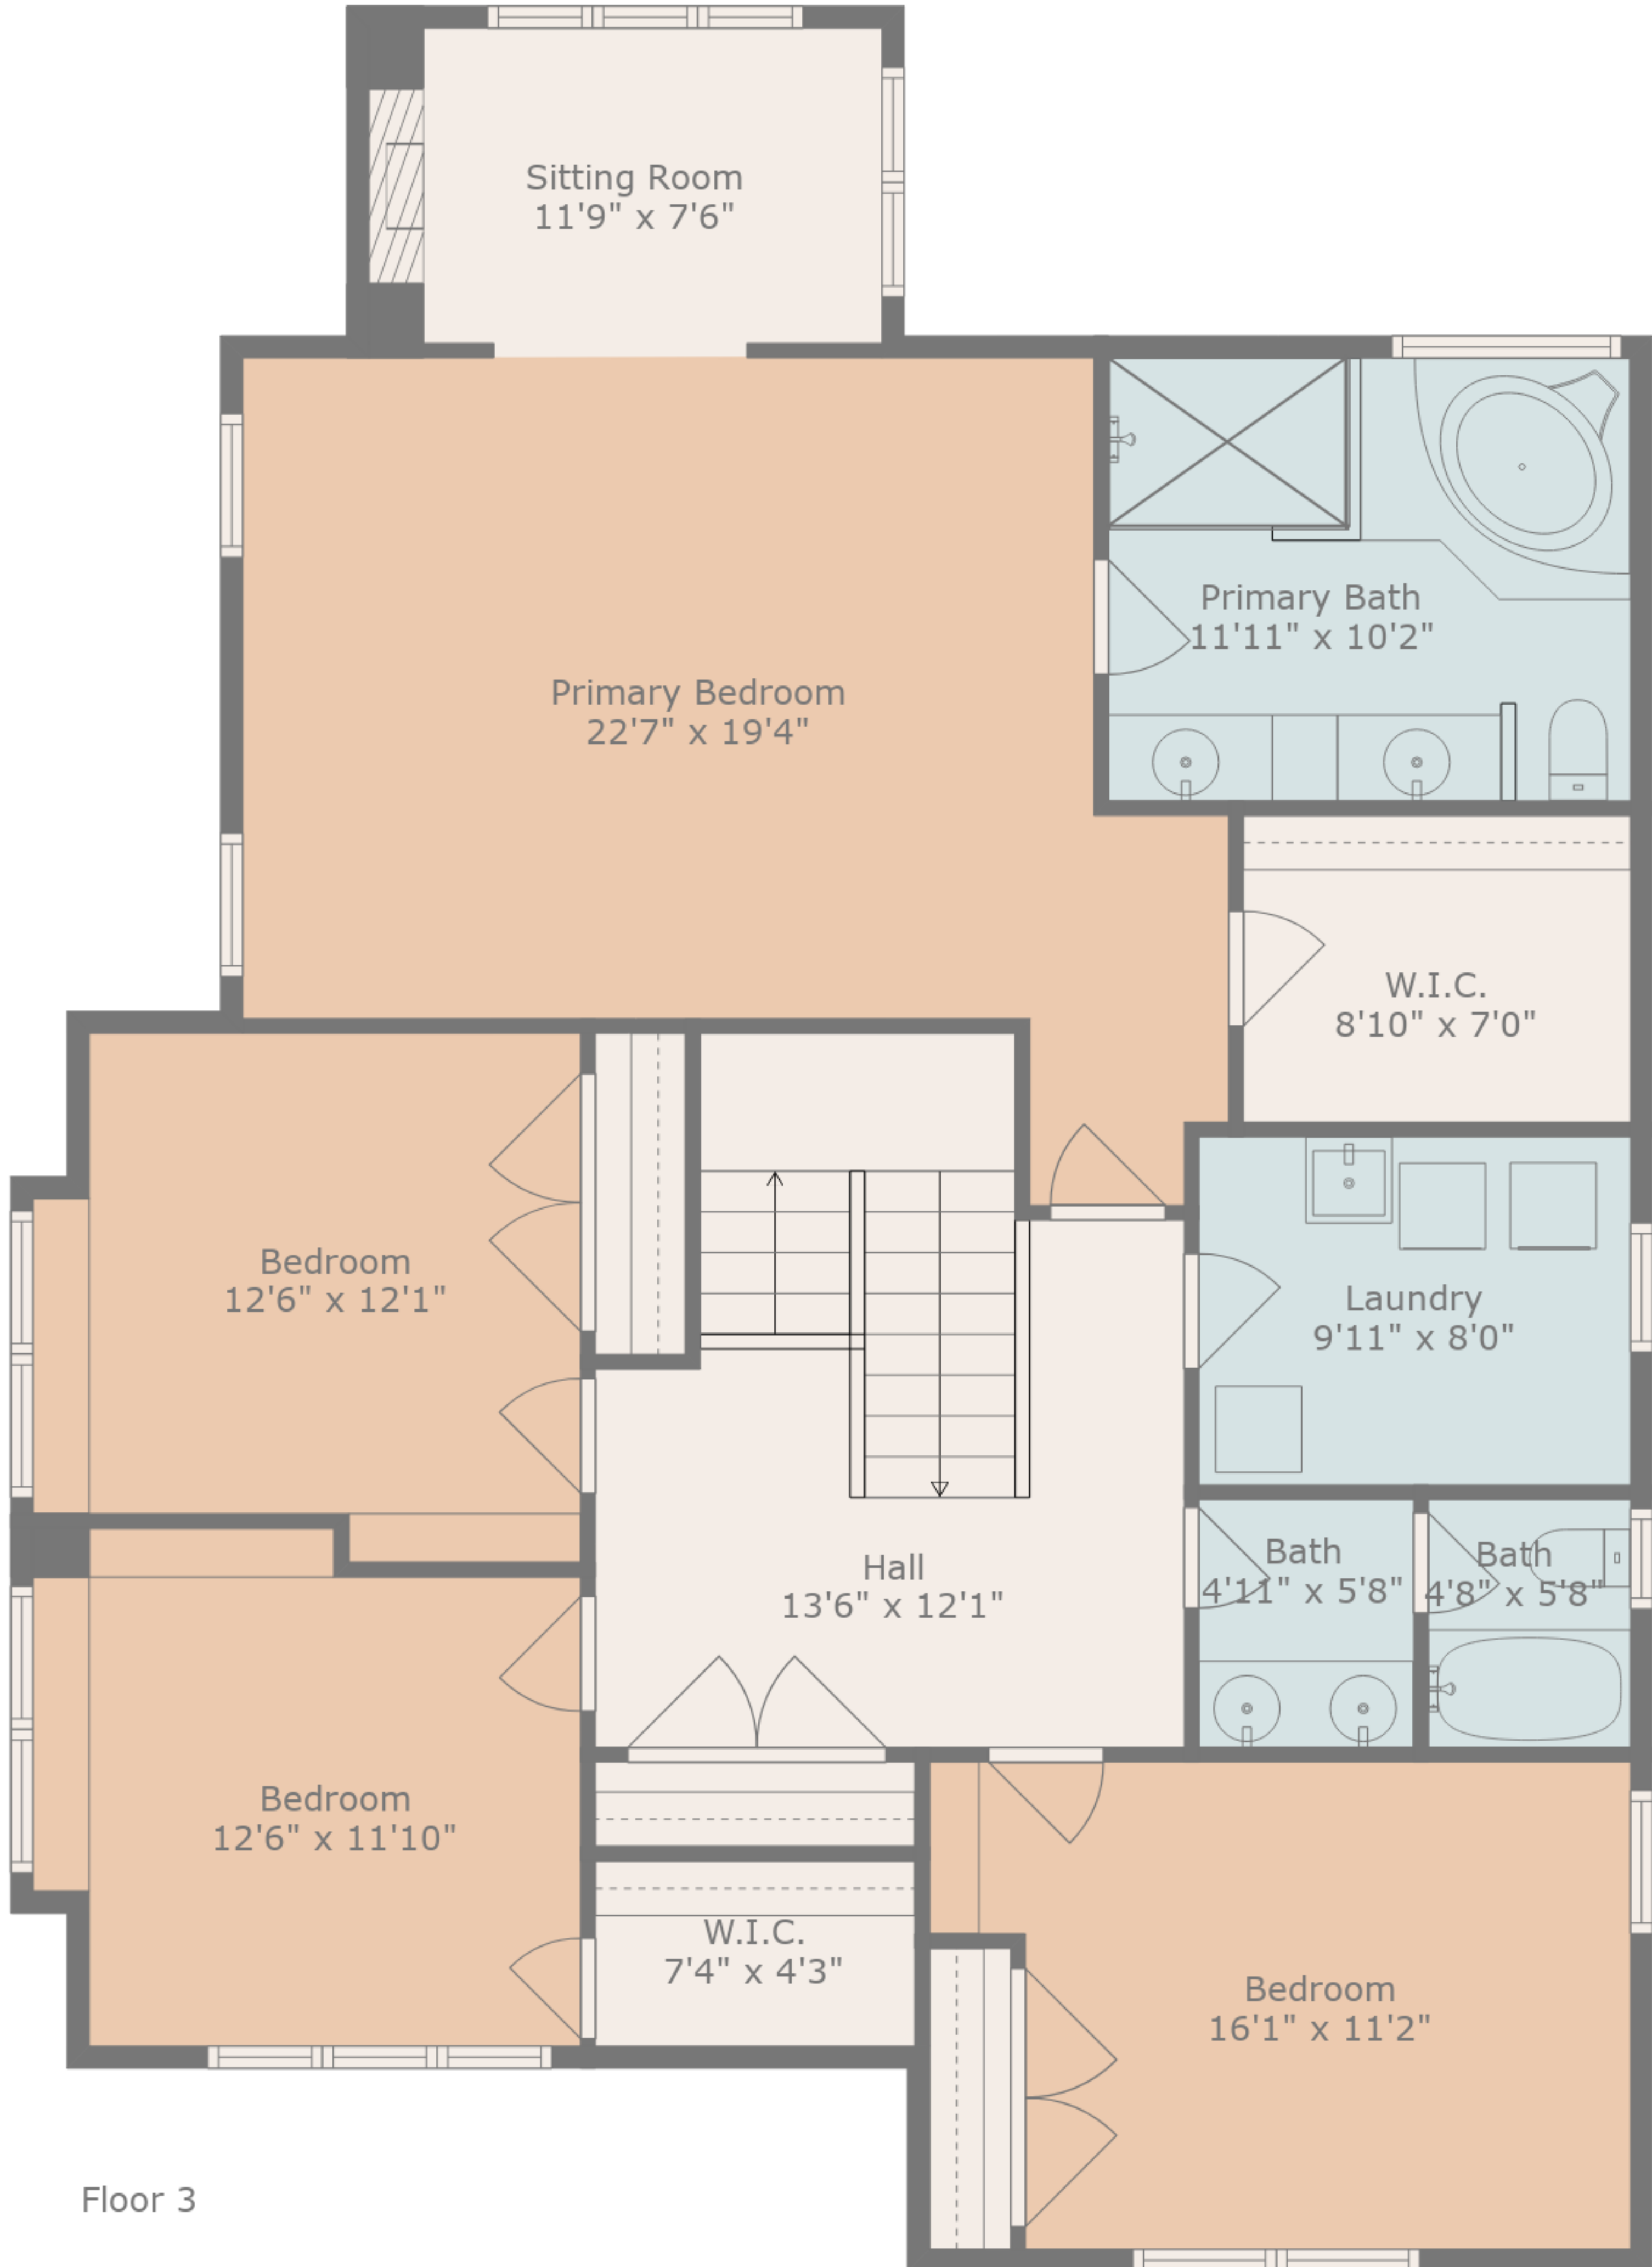 Sitting Room
11'9" x 7'6"
Primary Bath
11'11" x 10'2"
Primary Bedroom
22'7" x 19'4"
W.I.C.
8'10" x 7'0"
Bedroom
12'6" x 12'1"
Laundry
9'11" x 8'0"
Hall
13'6" x 12'1"
Bath
4'11" x 5'8"
Bath
4'8" x 5'8"
Bedroom
12'6" x 11'10"
W.I.C.
7'4" x 4'3"
Bedroom
16'1" x 11'2"
Floor 3